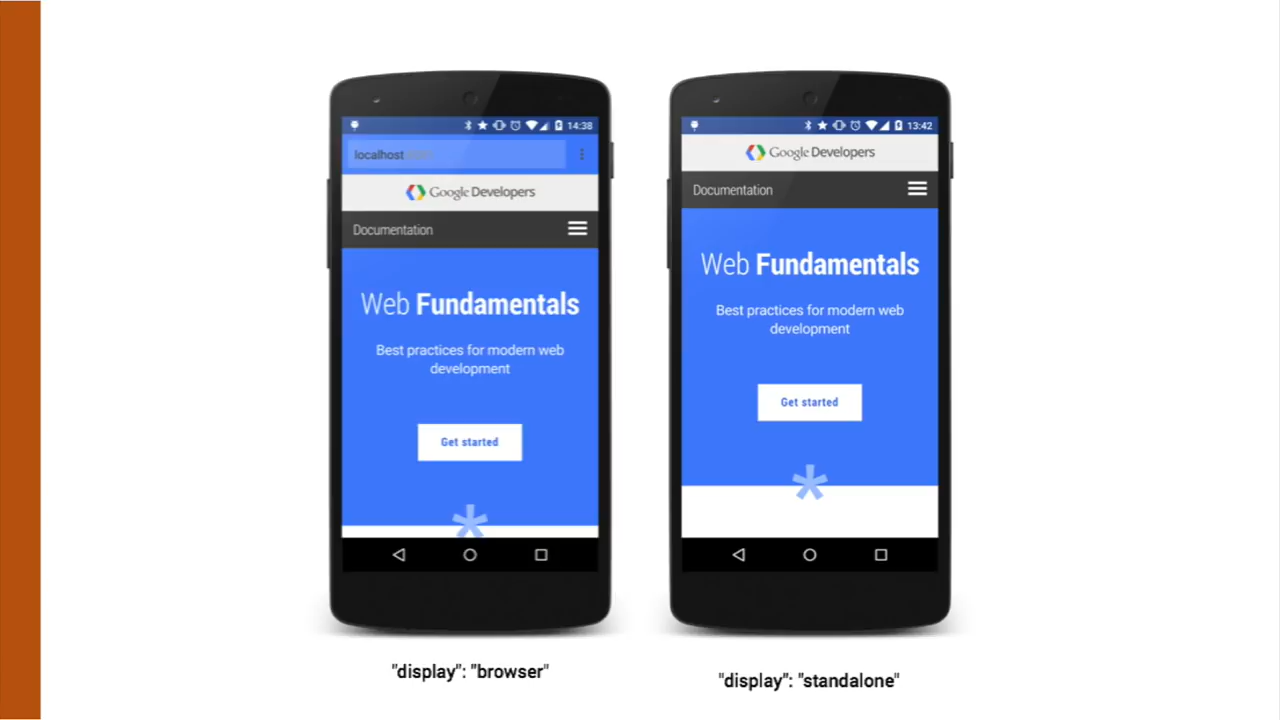 14:38
localhost
Google Developers
Documentation
Web Fundamentals
Best practices for modern web
development
Get started
*
"display": "browser"
13:42
Google Developers
Documentation
Web Fundamentals
Best practices for modern web
development
Get started
*
"display": "standalone"